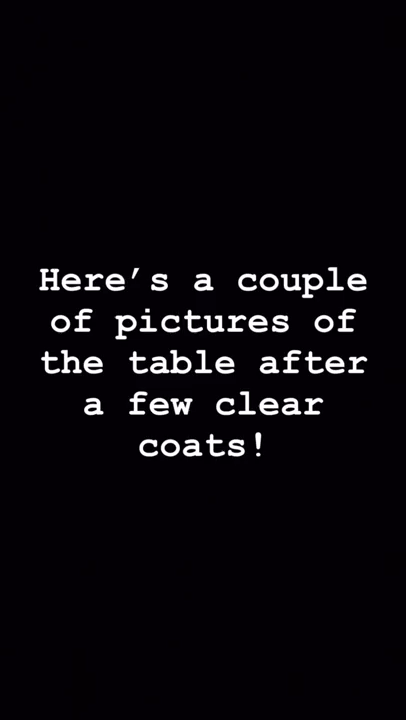 Here’s a couple
of pictures of
the table after
a few clear
coats!